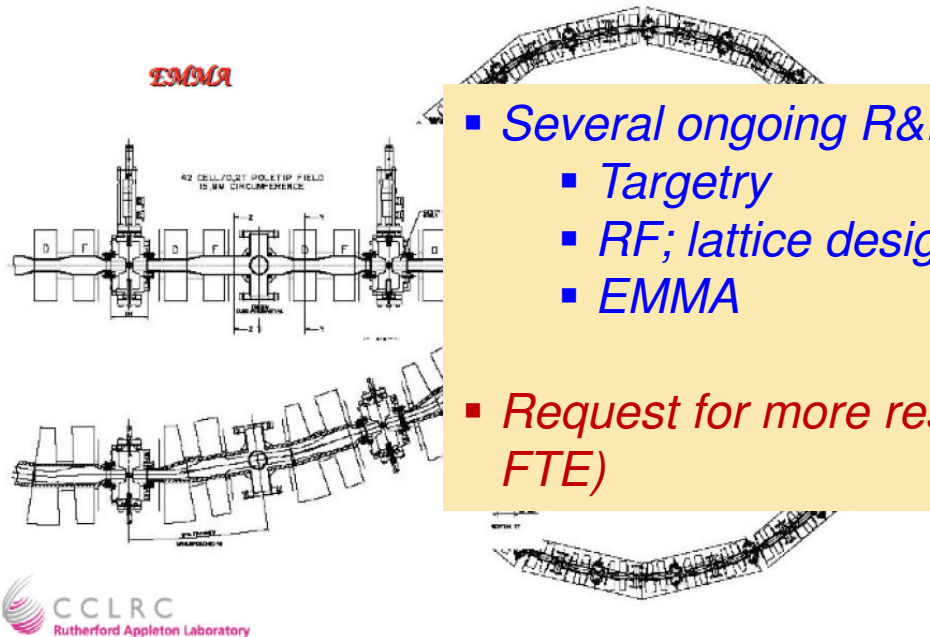 EMMA
42 CELL/0,2T POLETIP FIELD
15,9M CIRCUMFERENCE
D F D F D F D
Z Y
Z Y
▪ Several ongoing R&
▪ Targetry
▪ RF; lattice desig
▪ EMMA
▪ Request for more res
FTE)
CCLRC
Rutherford Appleton Laboratory